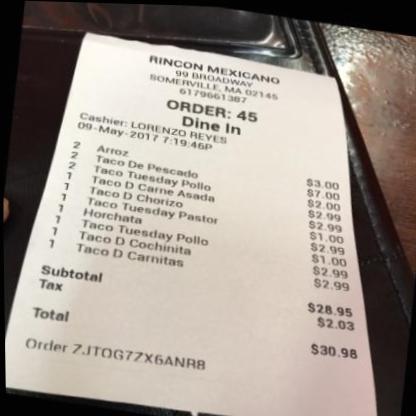 RINCON MEXICANO
99 BROADWAY
SOMERVILLE, MA 02145
6179661387
ORDER: 45
Dine In
Cashier: LORENZO REYES
09-May-2017 7:19:46P
2 Arroz $3.00
2 Taco De Pescado $7.00
2 Taco Tuesday Pollo $2.00
1 Taco D Carne Asada $2.99
1 Taco D Chorizo $2.99
1 Taco Tuesday Pastor $1.00
1 Horchata $2.99
1 Taco Tuesday Pollo $1.00
1 Taco D Cochinita $2.99
1 Taco D Carnitas $2.99
Subtotal $28.95
Tax $2.03
Total $30.98
Order ZJTOG7ZX6ANR8